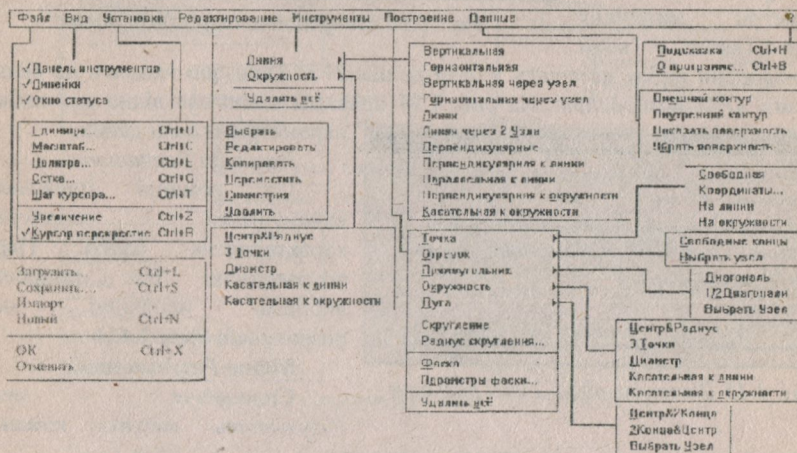 Файл Вид Установки Редактирование Инструменты Построение Данные ?
Панель инструментов
Линейки
Окно статуса
Единицы Ctrl+U
Масштаб... Ctrl+C
Палитра... Ctrl+E
Сетка... Ctrl+G
Шаг курсора... Ctrl+T
Увеличение Ctrl+Z
Курсор перекрестие Ctrl+R
Загрузить... Ctrl+L
Сохранить... Ctrl+S
Импорт
Новый Ctrl+N
OK Ctrl+X
Отменить
Линия
Окружность
Удалить всё
Выбрать
Редактировать
Копировать
Переместить
Симметрия
Удалить
Центр&Радиус
3 Точки
Диаметр
Касательная к линии
Касательная к окружности
Вертикальная
Горизонтальная
Вертикальная через узел
Горизонтальная через узел
Линии
Линия через 2 Узла
Перпендикулярные
Перпендикулярная к линии
Параллельная к линии
Перпендикулярная к окружности
Касательная к окружности
Точка
Отрезок
Прямоугольник
Окружность
Дуга
Скругление
Радиус скругления...
Фаска
Параметры фаски...
Удалить всё
Подсказка Ctrl+H
О программе... Ctrl+B
Внешний контур
Внутренний контур
Показать поверхность
Убрать поверхность
Свободная
Координаты...
На линии
На окружности
Свободные концы
Выбрать узел
Диагональ
1/2Диагонали
Выбрать Узел
Центр&Радиус
3 Точки
Диаметр
Касательная к линии
Касательная к окружности
Центр&2Конца
2Конца&Центр
Выбрать Узел